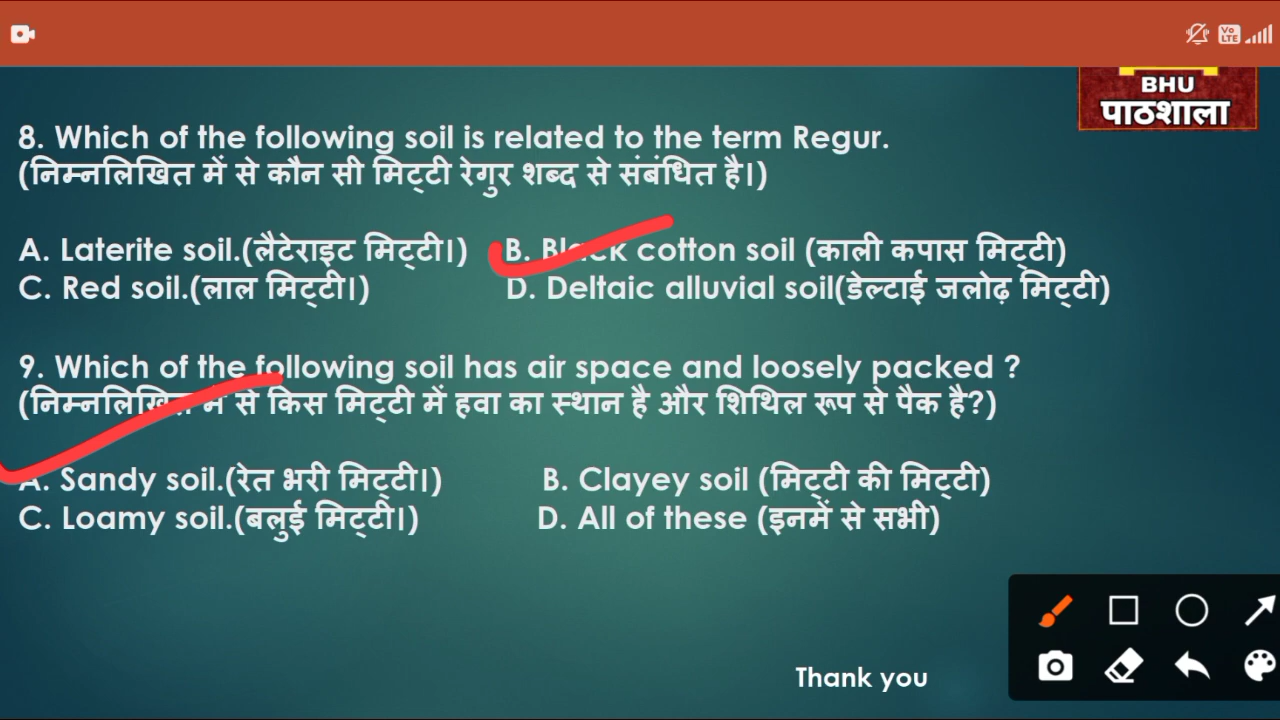 Vo
LTE
BHU
पाठशाला
8. Which of the following soil is related to the term Regur.
(निम्नलिखित में से कौन सी मिट्टी रेगुर शब्द से संबंधित है।)
A. Laterite soil.(लैटेराइट मिट्टी।) B. Black cotton soil (काली कपास मिट्टी)
C. Red soil.(लाल मिट्टी।) D. Deltaic alluvial soil(डेल्टाई जलोढ़ मिट्टी)
9. Which of the following soil has air space and loosely packed ?
(निम्नलिखित में से किस मिट्टी में हवा का स्थान है और शिथिल रूप से पैक है?)
A. Sandy soil.(रेत भरी मिट्टी।) B. Clayey soil (मिट्टी की मिट्टी)
C. Loamy soil.(बलुई मिट्टी।) D. All of these (इनमें से सभी)
Thank you